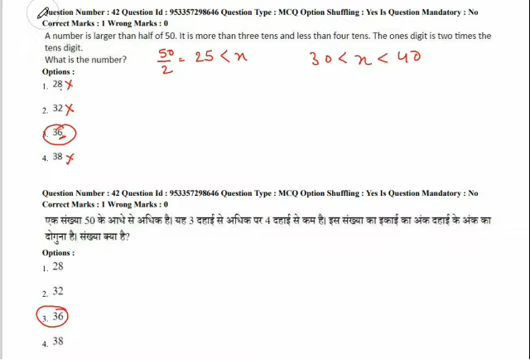 Question Number : 42 Question Id : 953357298646 Question Type : MCQ Option Shuffling : Yes Is Question Mandatory : No
Correct Marks : 1 Wrong Marks : 0
A number is larger than half of 50. It is more than three tens and less than four tens. The ones digit is two times the
tens digit.
What is the number?
50/2 = 25 < x
30 < x < 40
Options :
1. 28 ×
2. 32 ×
36
4. 38 ×
Question Number : 42 Question Id : 953357298646 Question Type : MCQ Option Shuffling : Yes Is Question Mandatory : No
Correct Marks : 1 Wrong Marks : 0
एक संख्या 50 के आधे से अधिक है। यह 3 दहाई से अधिक पर 4 दहाई से कम है। इस संख्या का इकाई का अंक दहाई के अंक का
दोगुना है। संख्या क्या है?
Options :
1. 28
2. 32
3. 36
4. 38